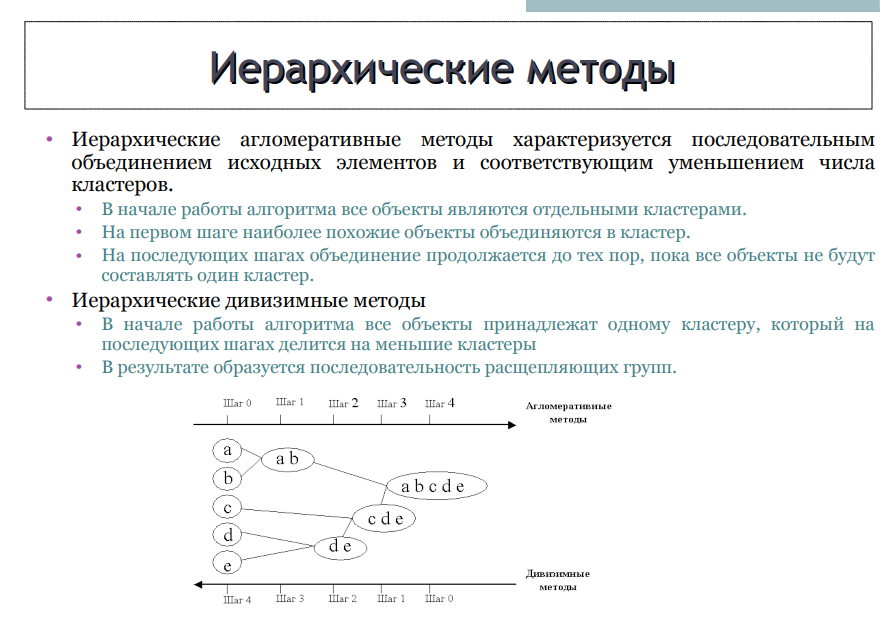 Иерархические методы
• Иерархические агломеративные методы характеризуется последовательным
объединением исходных элементов и соответствующим уменьшением числа
кластеров.
• В начале работы алгоритма все объекты являются отдельными кластерами.
• На первом шаге наиболее похожие объекты объединяются в кластер.
• На последующих шагах объединение продолжается до тех пор, пока все объекты не будут
составлять один кластер.
• Иерархические дивизимные методы
• В начале работы алгоритма все объекты принадлежат одному кластеру, который на
последующих шагах делится на меньшие кластеры
• В результате образуется последовательность расщепляющих групп.
Шаг 0 Шаг 1 Шаг 2 Шаг 3 Шаг 4
Агломеративные
методы
a
a b
b
a b c d e
c
c d e
d
d e
e
Дивизимные
методы
Шаг 4 Шаг 3 Шаг 2 Шаг 1 Шаг 0